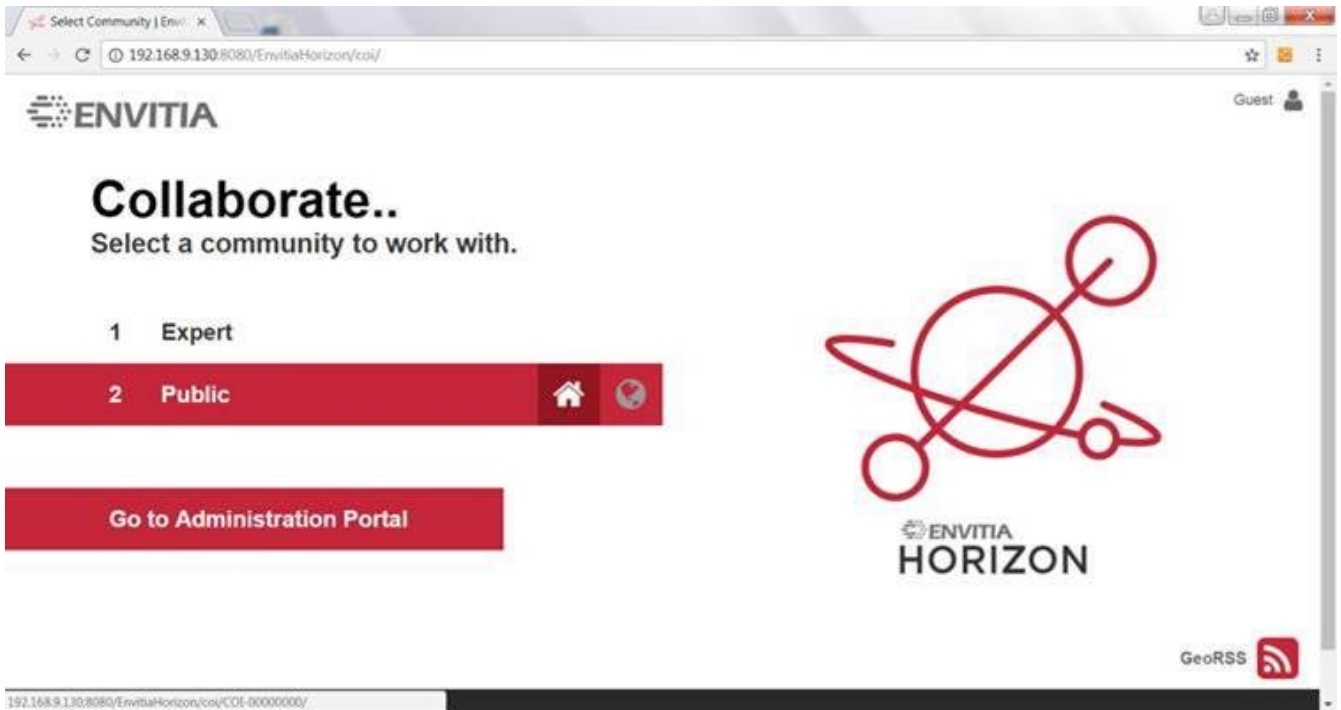 Select Community | Envi
192.168.9.130:8080/EnvitiaHorizon/coi/
Guest
ENVITIA
Collaborate..
Select a community to work with.
1 Expert
2 Public
Go to Administration Portal
ENVITIA
HORIZON
GeoRSS
192.168.9.130:8080/EnvitiaHorizon/coi/COI-00000000/